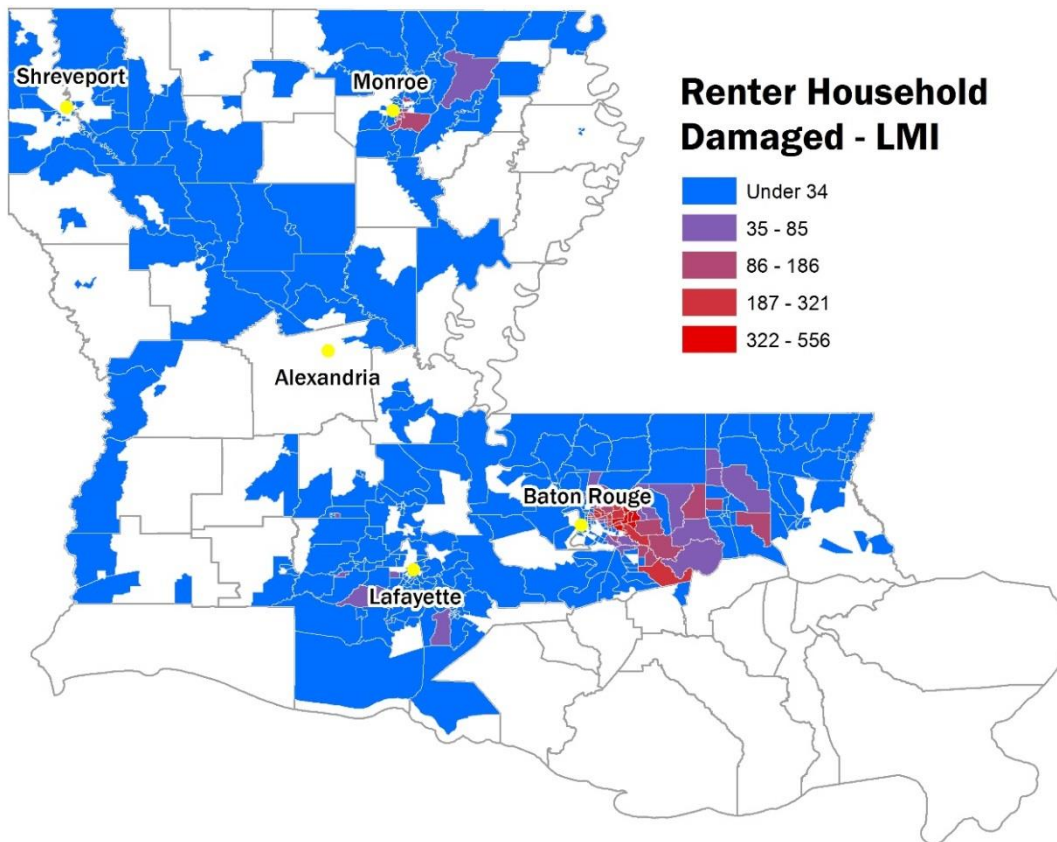 Shreveport
Monroe
Renter Household
Damaged - LMI
Under 34
35 - 85
86 - 186
187 - 321
322 - 556
Alexandria
Baton Rouge
Lafayette